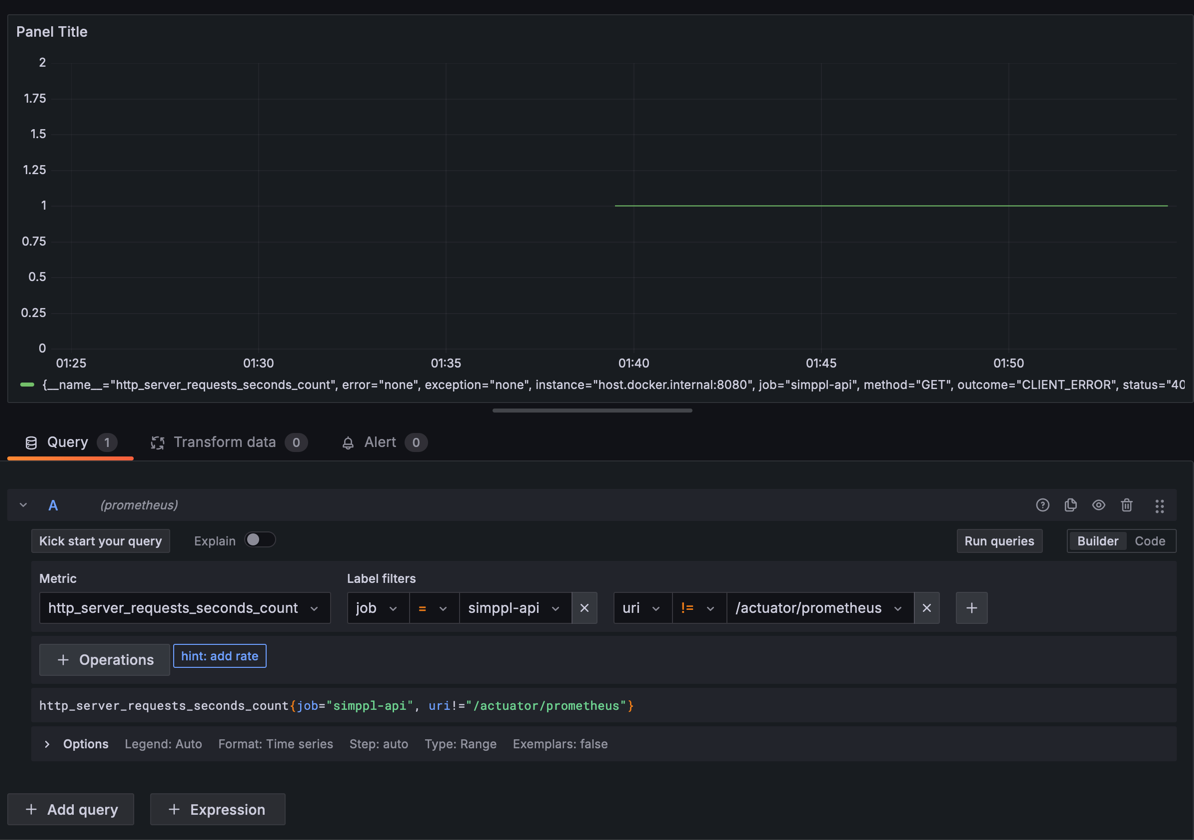 Panel Title
2
1.75
1.5
1.25
1
0.75
0.5
0.25
0
01:25 01:30 01:35 01:40 01:45 01:50
{__name__="http_server_requests_seconds_count", error="none", exception="none", instance="host.docker.internal:8080", job="simppl-api", method="GET", outcome="CLIENT_ERROR", status="40
Query 1 Transform data 0 Alert 0
A (prometheus)
Kick start your query Explain Run queries Builder Code
Metric Label filters
http_server_requests_seconds_count job = simppl-api uri != /actuator/prometheus
+ Operations hint: add rate
http_server_requests_seconds_count{job="simppl-api", uri!="/actuator/prometheus"}
Options Legend: Auto Format: Time series Step: auto Type: Range Exemplars: false
+ Add query + Expression